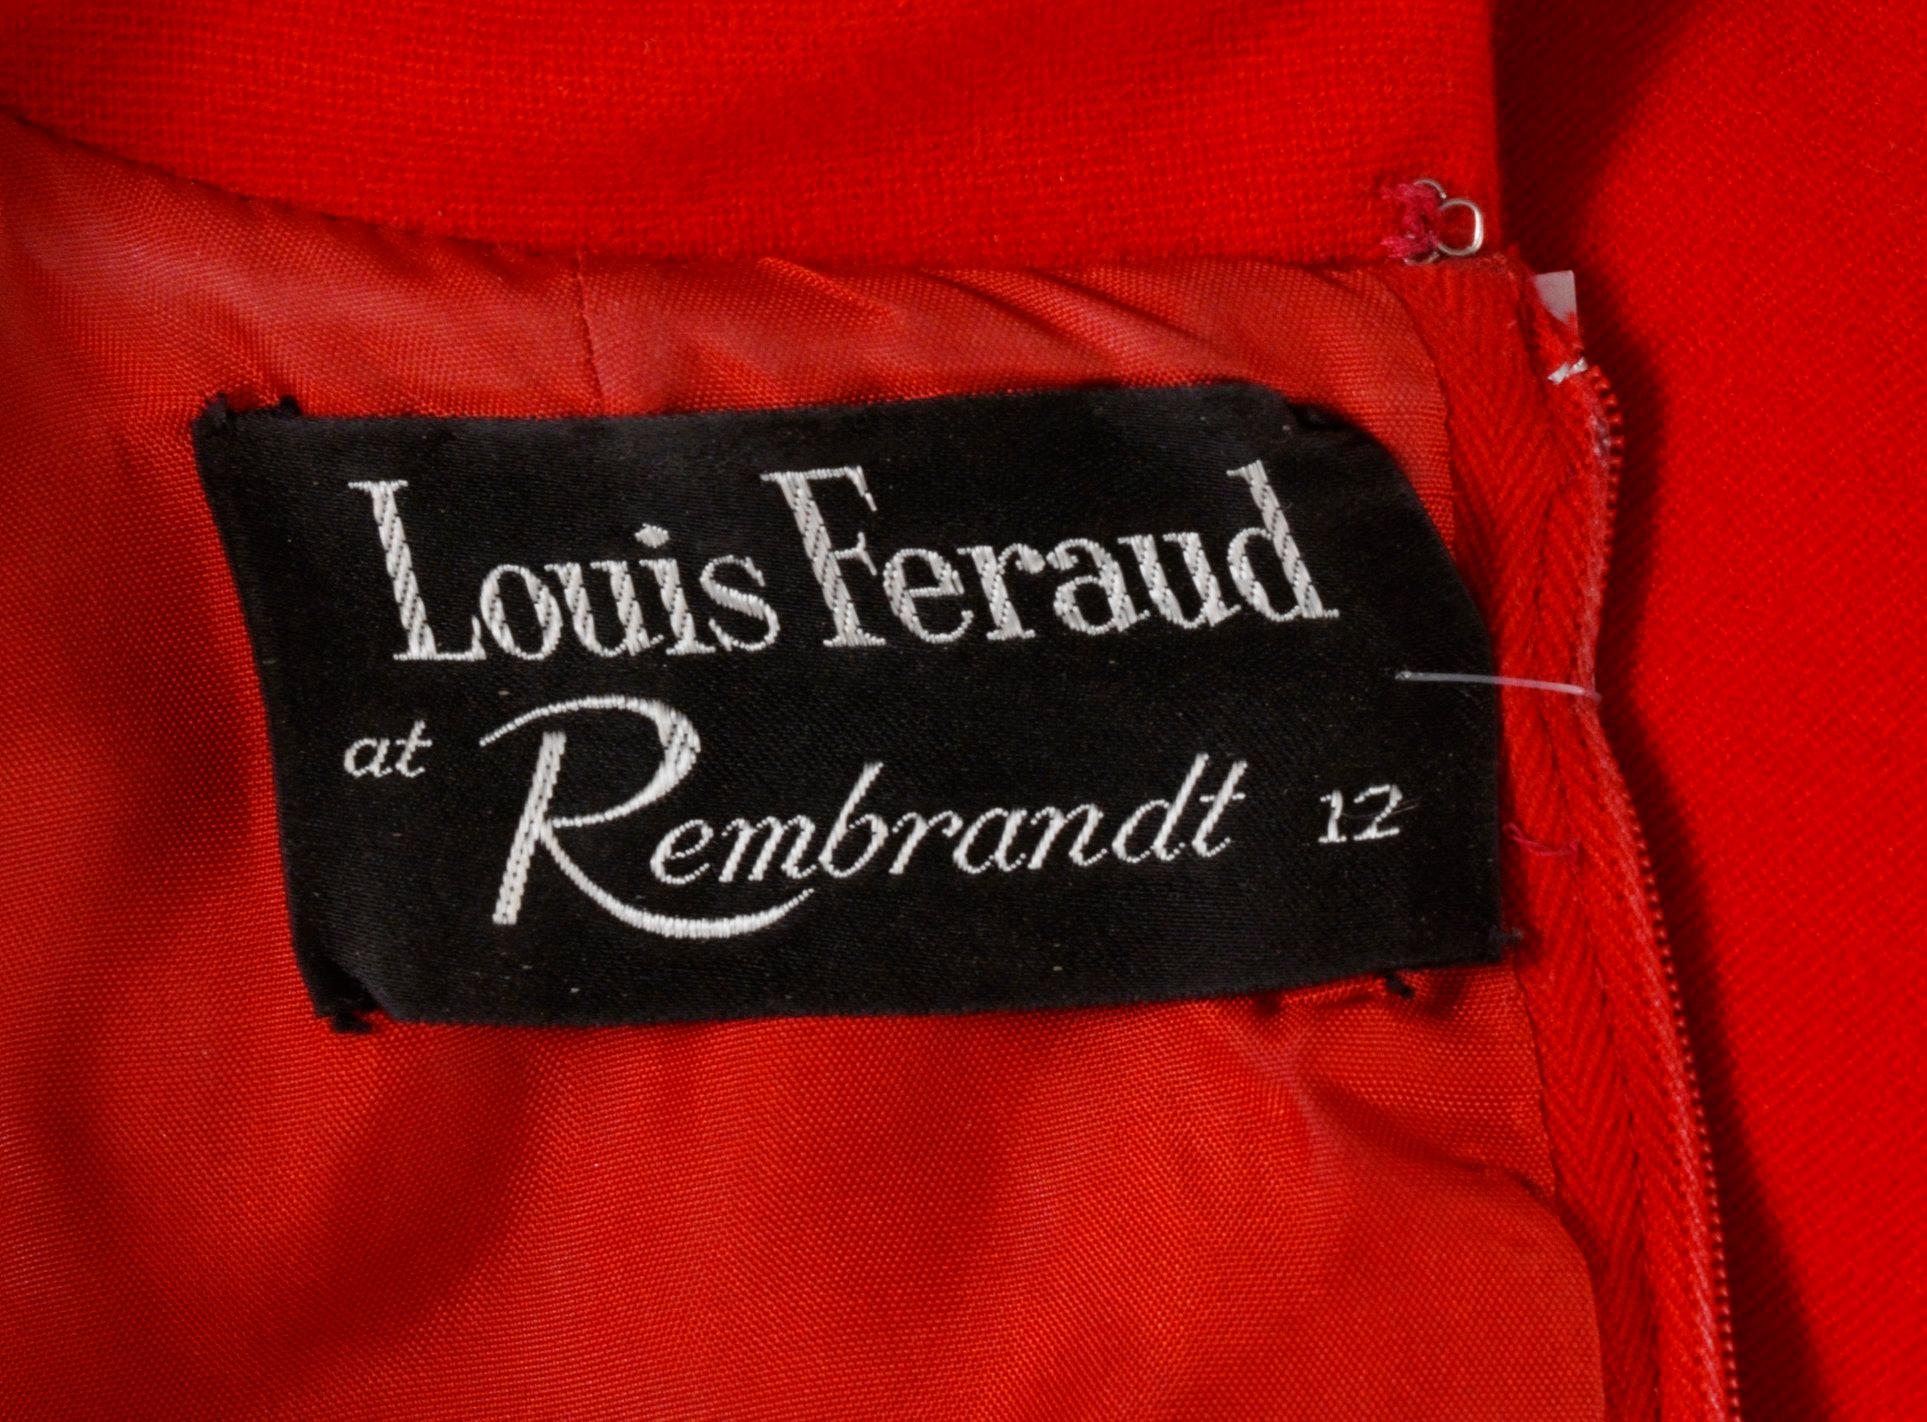 Louis Feraud
at Rembrandt 12